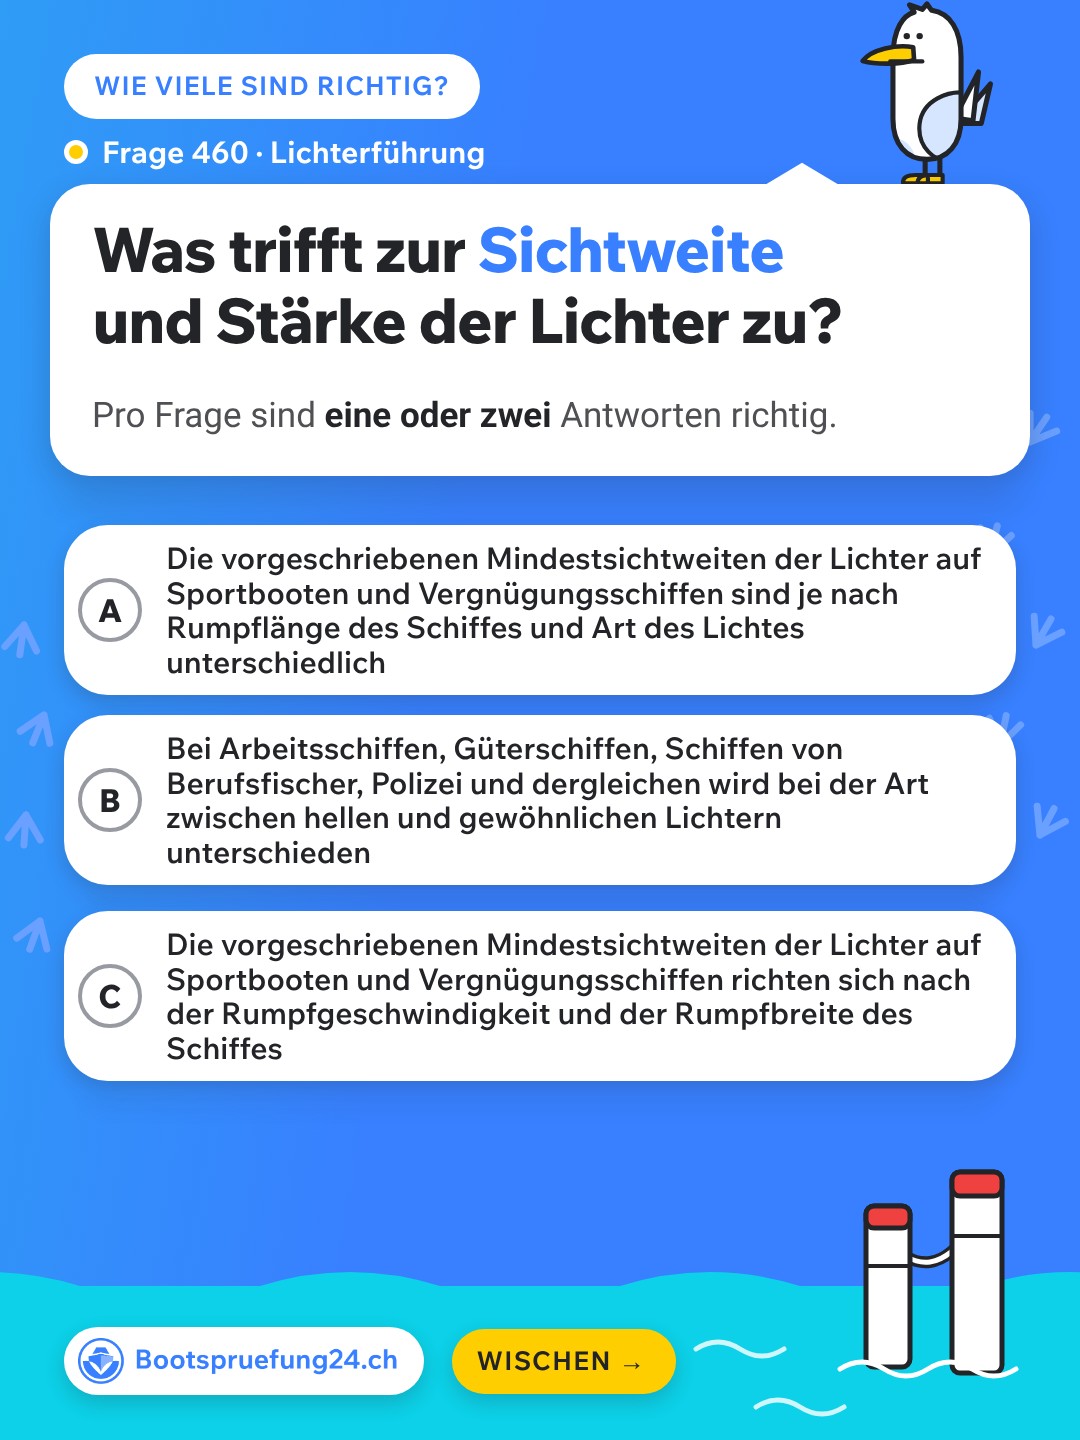 WIE VIELE SIND RICHTIG?
Frage 460 · Lichterführung
Was trifft zur Sichtweite
und Stärke der Lichter zu?
Pro Frage sind eine oder zwei Antworten richtig.
Die vorgeschriebenen Mindestsichtweiten der Lichter auf
Sportbooten und Vergnügungsschiffen sind je nach
A
Rumpflänge des Schiffes und Art des Lichtes
unterschiedlich
Bei Arbeitsschiffen, Güterschiffen, Schiffen von
Berufsfischer, Polizei und dergleichen wird bei der Art
B
zwischen hellen und gewöhnlichen Lichtern
unterschieden
Die vorgeschriebenen Mindestsichtweiten der Lichter auf
Sportbooten und Vergnügungsschiffen richten sich nach
C
der Rumpfgeschwindigkeit und der Rumpfbreite des
Schiffes
Bootspruefung24.ch
WISCHEN →